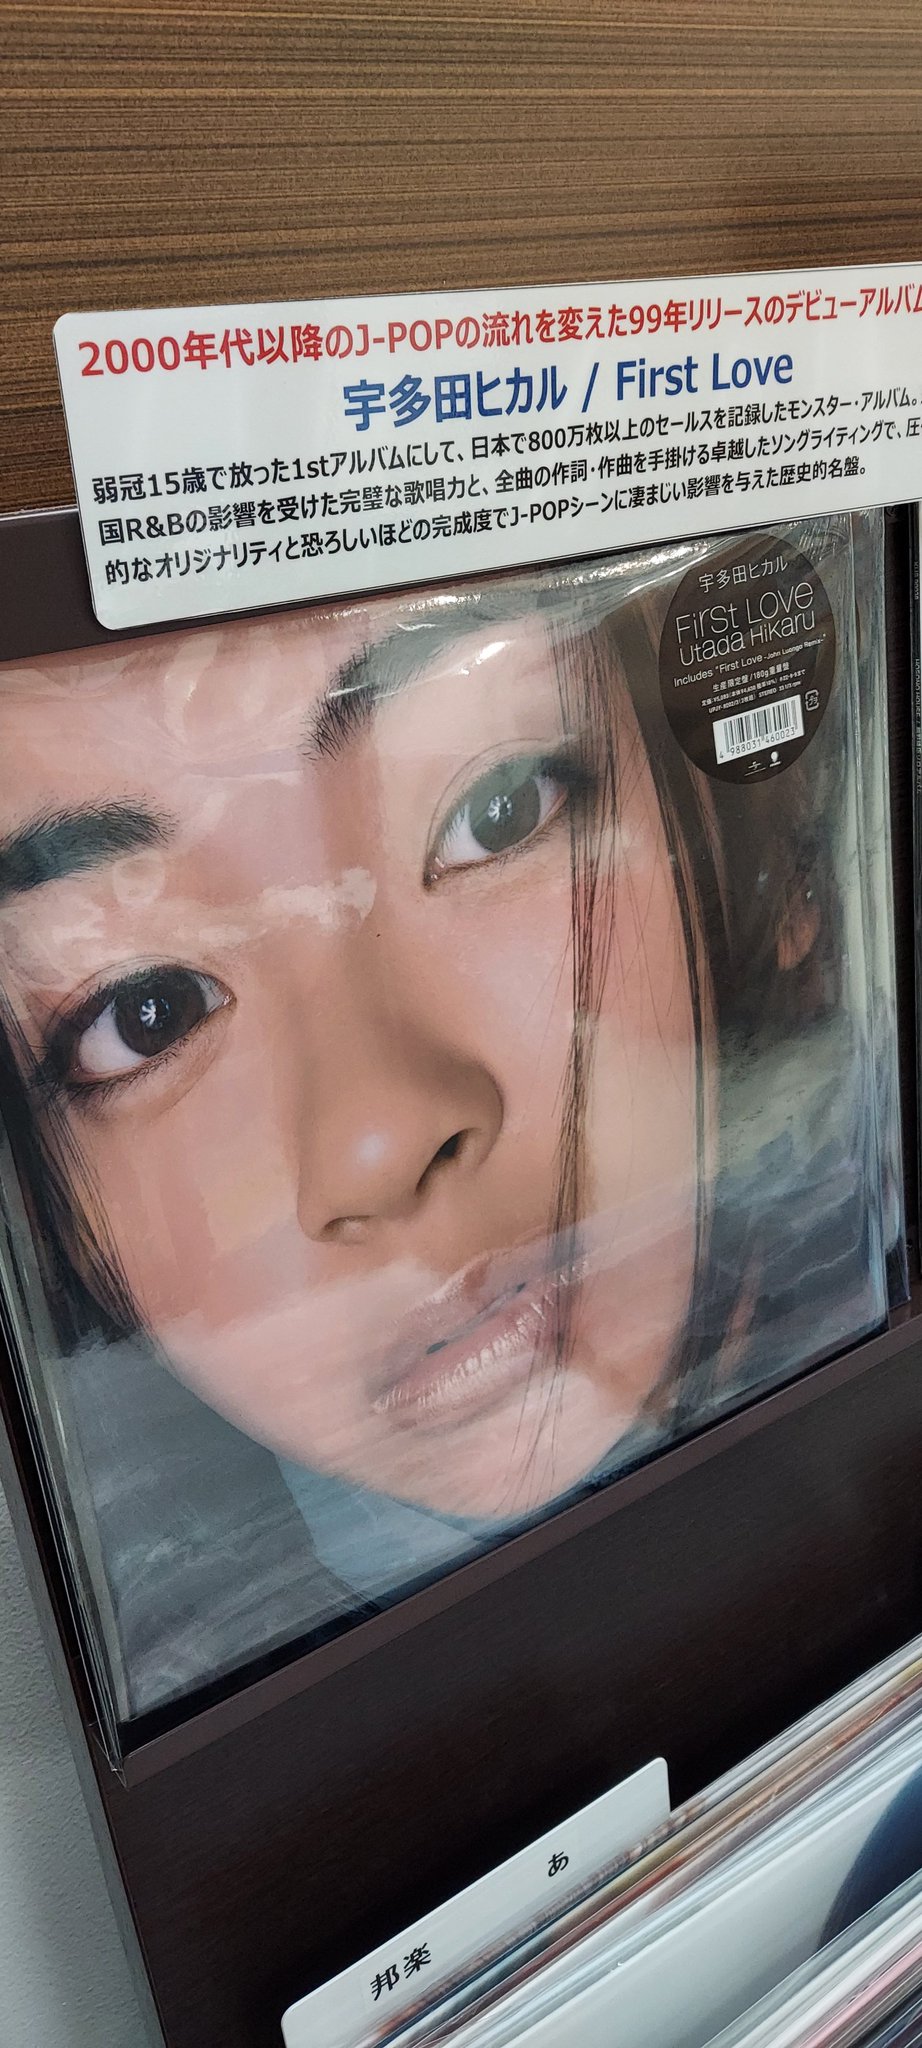 2000年代以降のJ-POPの流れを変えた99年リリースのデビューアルバム
宇多田ヒカル / First Love
弱冠15歳で放った1stアルバムにして、日本で800万枚以上のセールスを記録したモンスター・アルバム。
国R&Bの影響を受けた完璧な歌唱力と、全曲の作詞・作曲を手掛ける卓越したソングライティングで、圧
的なオリジナリティと恐ろしいほどの完成度でJ-POPシーンに凄まじい影響を与えた歴史的名盤。
宇多田ヒカル
First Love
Utada Hikaru
Includes "First Love -John Luongo Remix-"
生産限定盤/180g重量盤
4 988031 460023
あ
邦楽